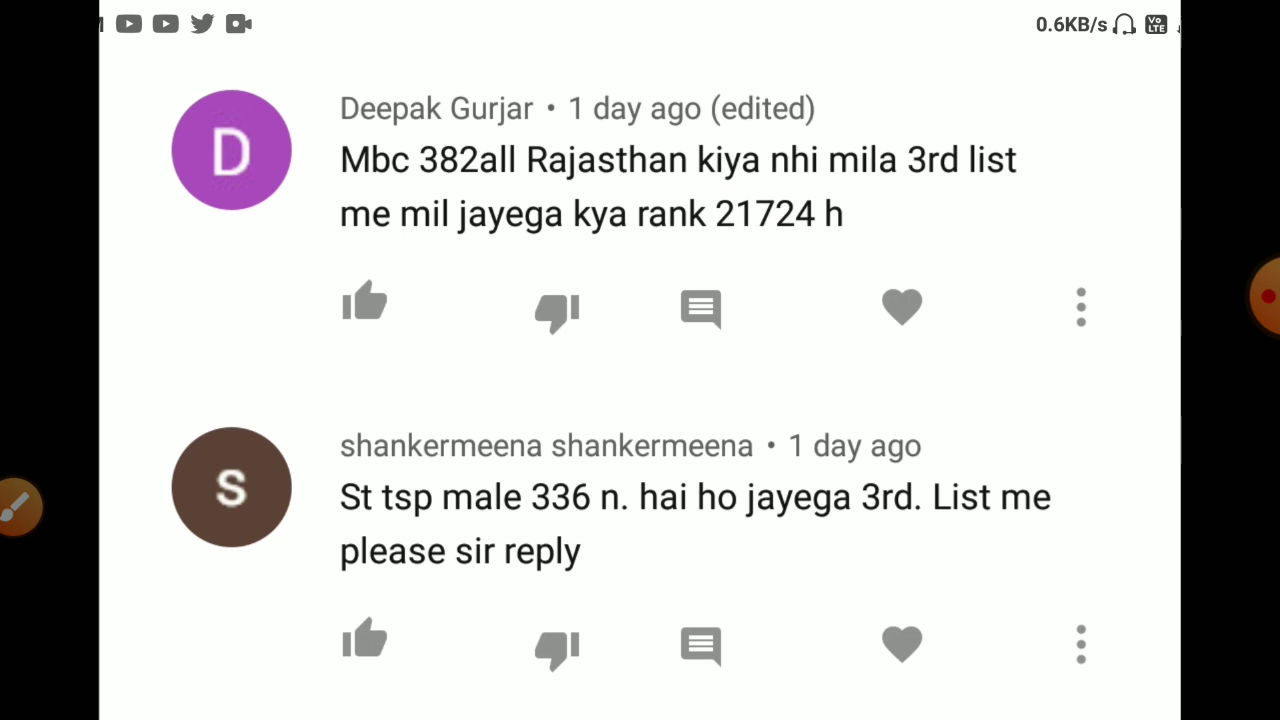 0.6KB/s Vo LTE
D
Deepak Gurjar • 1 day ago (edited)
Mbc 382all Rajasthan kiya nhi mila 3rd list
me mil jayega kya rank 21724 h
S
shankermeena shankermeena • 1 day ago
St tsp male 336 n. hai ho jayega 3rd. List me
please sir reply